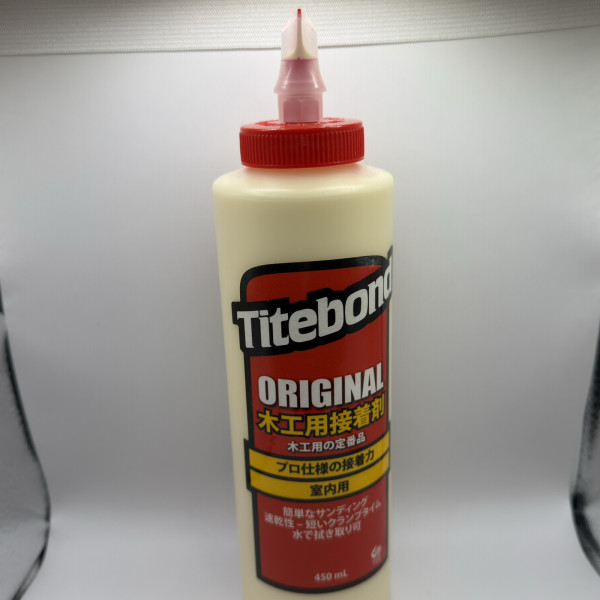 Titebond
ORIGINAL
木工用接着剤
木工用の定番品
プロ仕様の接着力
室内用
簡単なサンディング
速乾性 – 短いクランプタイム
水で拭き取り可
450 mL